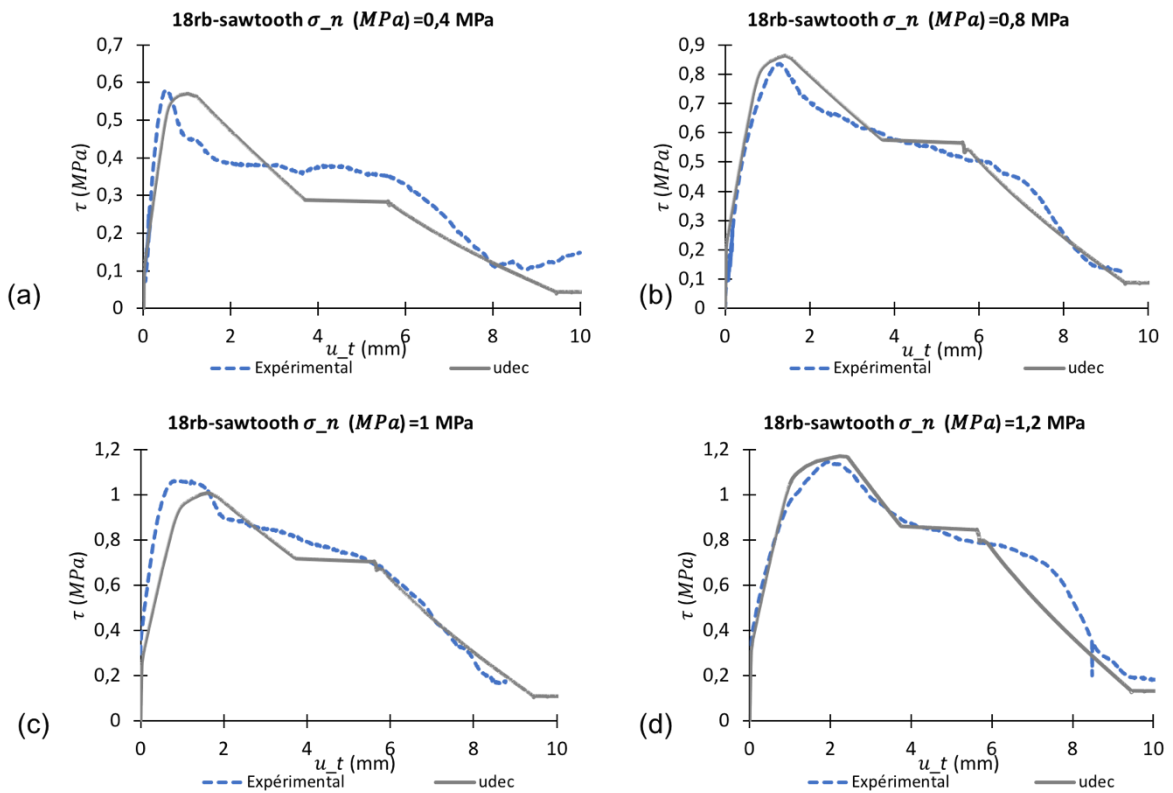 18rb-sawtooth σ_n (MPa)=0,4 MPa
0,7
0,6
0,5
0,4
0,3
0,2
0,1
0
τ (MPa)
0 2 4 6 8 10
u_t (mm)
Expérimental udec
(a)
18rb-sawtooth σ_n (MPa)=0,8 MPa
0,9
0,8
0,7
0,6
0,5
0,4
0,3
0,2
0,1
0
τ (MPa)
0 2 4 6 8 10
u_t (mm)
Expérimental udec
(b)
18rb-sawtooth σ_n (MPa)=1 MPa
1,2
1
0,8
0,6
0,4
0,2
0
τ (MPa)
0 2 4 6 8 10
u_t (mm)
Expérimental udec
(c)
18rb-sawtooth σ_n (MPa)=1,2 MPa
1,2
1
0,8
0,6
0,4
0,2
0
τ (MPa)
0 2 4 6 8 10
u_t (mm)
Expérimental udec
(d)